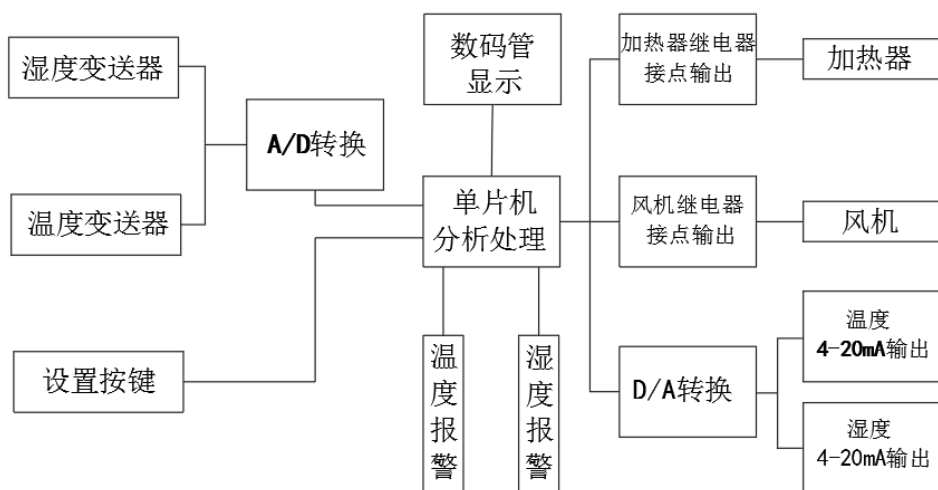 湿度变送器
温度变送器
设置按键
A/D转换
数码管
显示
单片机
分析处理
温度报警
湿度报警
加热器继电器
接点输出
加热器
风机继电器
接点输出
风机
D/A转换
温度
4-20mA输出
湿度
4-20mA输出